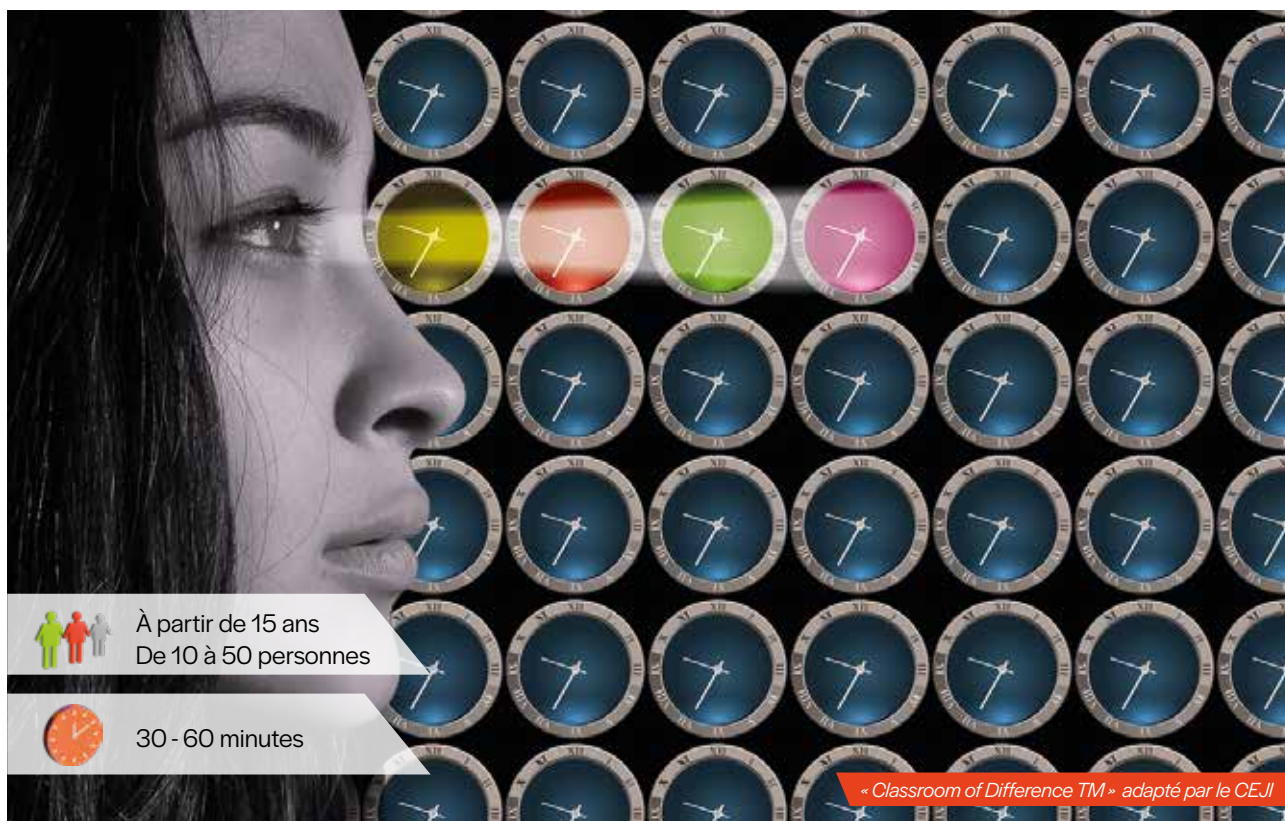 À partir de 15 ans
De 10 à 50 personnes
30 - 60 minutes
« Classroom of Difference TM » adapté par le CEJI